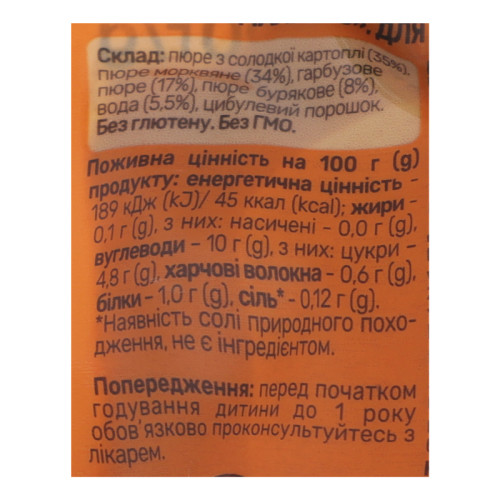 ДЛЯ
Склад: пюре з солодкої картоплі (35%),
пюре морквяне (34%), гарбузове
пюре (17%), пюре бурякове (8%),
вода (5,5%), цибулевий порошок.
Без глютену. Без ГМО.
Поживна цінність на 100 г (g)
продукту: енергетична цінність -
189 кДж (kJ)/ 45 ккал (kcal); жири -
0,1 г (g), з них: насичені - 0,0 г (g),
вуглеводи - 10 г (g), з них: цукри -
4,8 г (g), харчові волокна - 0,6 г (g),
білки - 1,0 г (g), сіль* - 0,12 г (g).
*Наявність солі природного похо-
дження, не є інгредієнтом.
Попередження: перед початком
годування дитини до 1 року
обов'язково проконсультуйтесь з
лікарем.